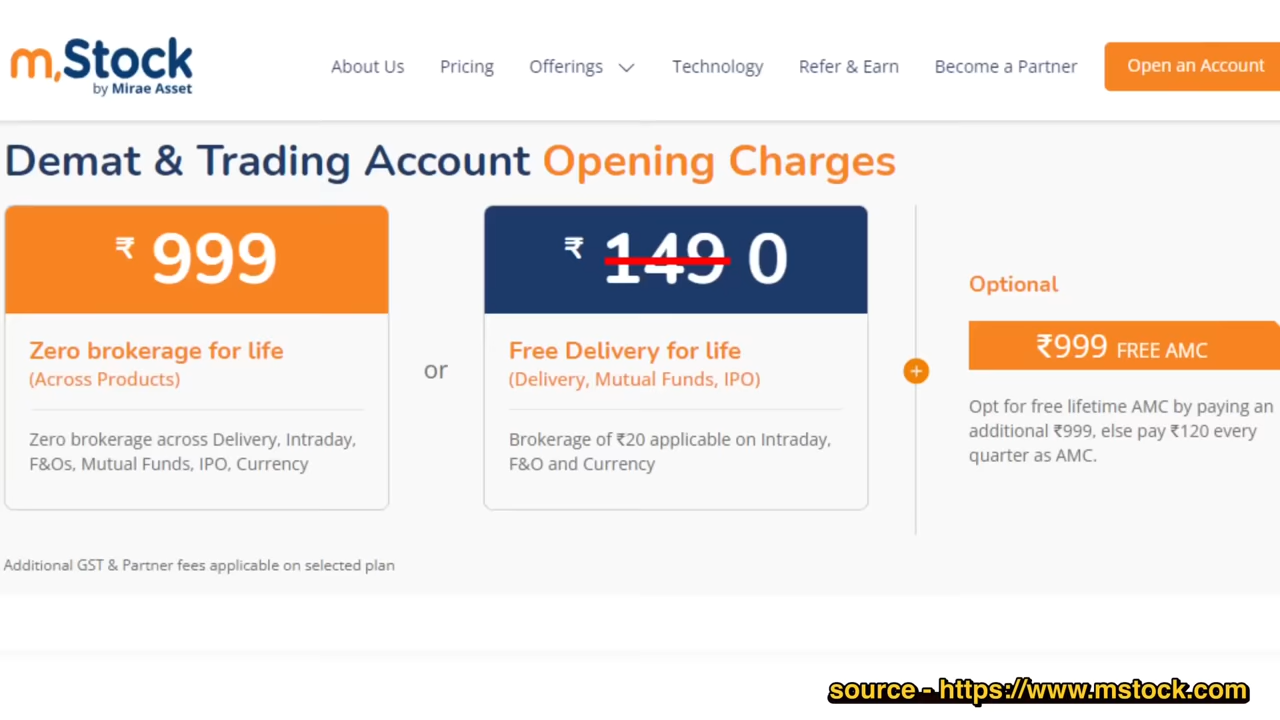 m.Stock
by Mirae Asset
About Us
Pricing
Offerings
Technology
Refer & Earn
Become a Partner
Open an Account
Demat & Trading Account Opening Charges
₹ 999
Zero brokerage for life
(Across Products)
Zero brokerage across Delivery, Intraday,
F&Os, Mutual Funds, IPO, Currency
or
₹ 149 0
Free Delivery for life
(Delivery, Mutual Funds, IPO)
Brokerage of ₹20 applicable on Intraday,
F&O and Currency
+
Optional
₹999 FREE AMC
Opt for free lifetime AMC by paying an
additional ₹999, else pay ₹120 every
quarter as AMC.
Additional GST & Partner fees applicable on selected plan
source - https://www.mstock.com